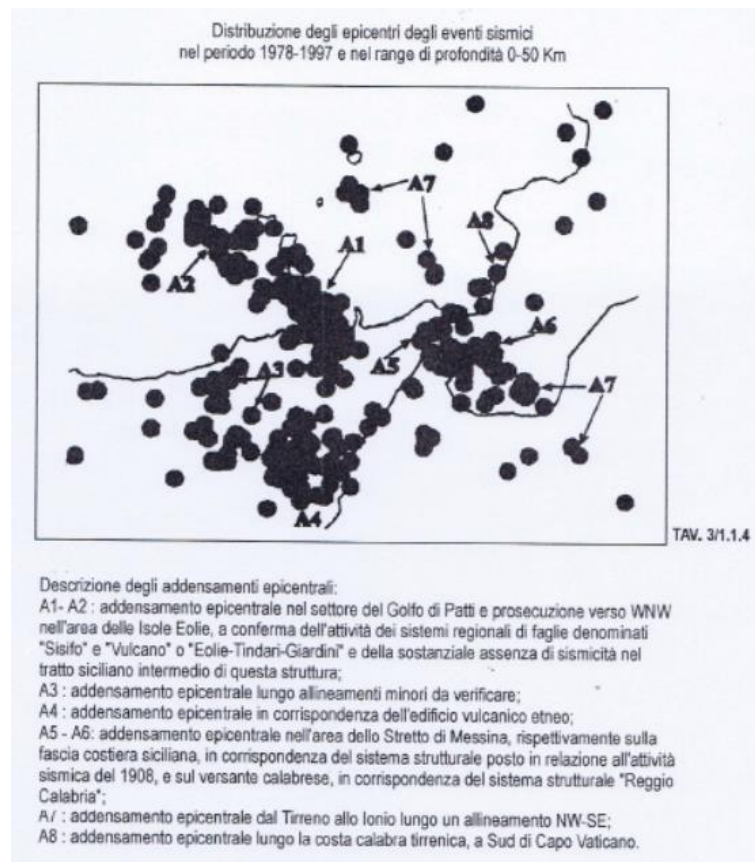 Distribuzione degli epicentri degli eventi sismici
nel periodo 1978-1997 e nel range di profondità 0-50 Km
A7
A8
A1
A2
A6
A5
A3
A7
A4
TAV. 3/1.1.4
Descrizione degli addensamenti epicentrali:
A1- A2 : addensamento epicentrale nel settore del Golfo di Patti e prosecuzione verso WNW
nell'area delle Isole Eolie, a conferma dell'attività dei sistemi regionali di faglie denominati
"Sisifo" e "Vulcano" o "Eolie-Tindari-Giardini" e della sostanziale assenza di sismicità nel
tratto siciliano intermedio di questa struttura;
A3 : addensamento epicentrale lungo allineamenti minori da verificare;
A4 : addensamento epicentrale in corrispondenza dell'edificio vulcanico etneo;
A5 - A6: addensamento epicentrale nell'area dello Stretto di Messina, rispettivamente sulla
fascia costiera siciliana, in corrispondenza del sistema strutturale posto in relazione all'attività
sismica del 1908, e sul versante calabrese, in corrispondenza del sistema strutturale "Reggio
Calabria";
A7 : addensamento epicentrale dal Tirreno allo Ionio lungo un allineamento NW-SE;
A8 : addensamento epicentrale lungo la costa calabra tirrenica, a Sud di Capo Vaticano.